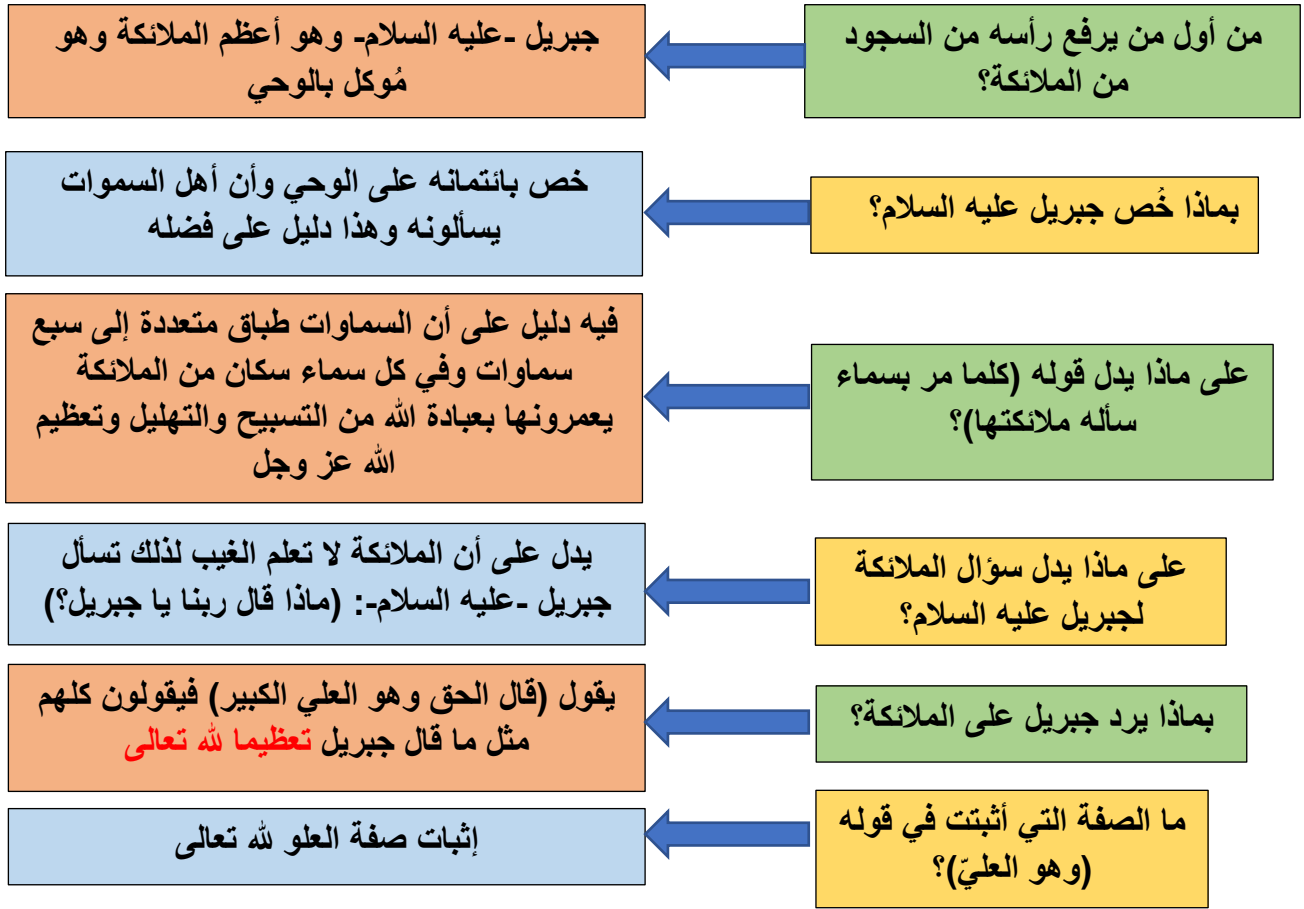 من أول من يرفع رأسه من السجود
من الملائكة؟
جبريل -عليه السلام- وهو أعظم الملائكة وهو
مُوكل بالوحي
بماذا خُص جبريل عليه السلام؟
خص بائتمانه على الوحي وأن أهل السموات
يسألونه وهذا دليل على فضله
على ماذا يدل قوله (كلما مر بسماء
سأله ملائكتها)؟
فيه دليل على أن السماوات طباق متعددة إلى سبع
سماوات وفي كل سماء سكان من الملائكة
يعمرونها بعبادة الله من التسبيح والتهليل وتعظيم
الله عز وجل
على ماذا يدل سؤال الملائكة
لجبريل عليه السلام؟
يدل على أن الملائكة لا تعلم الغيب لذلك تسأل
جبريل -عليه السلام-: (ماذا قال ربنا يا جبريل؟)
بماذا يرد جبريل على الملائكة؟
يقول (قال الحق وهو العلي الكبير) فيقولون كلهم
مثل ما قال جبريل تعظيما لله تعالى
ما الصفة التي أثبتت في قوله
(وهو العليّ)؟
إثبات صفة العلو لله تعالى